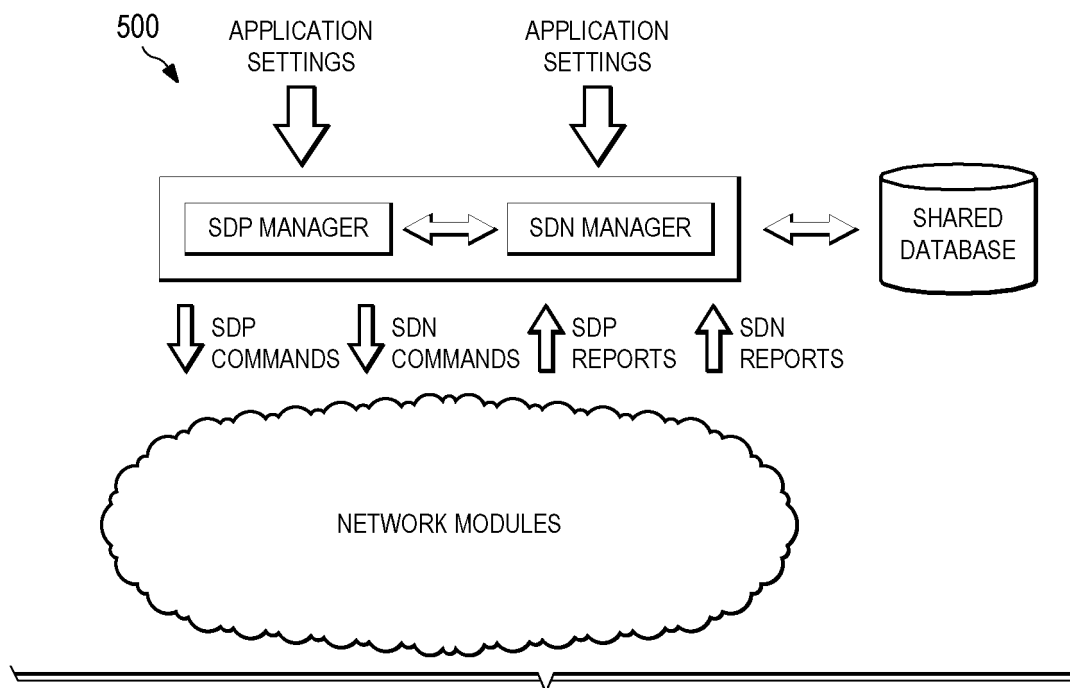 500
APPLICATION
SETTINGS
APPLICATION
SETTINGS
SDP MANAGER
SDN MANAGER
SHARED
DATABASE
SDP
COMMANDS
SDN
COMMANDS
SDP
REPORTS
SDN
REPORTS
NETWORK MODULES